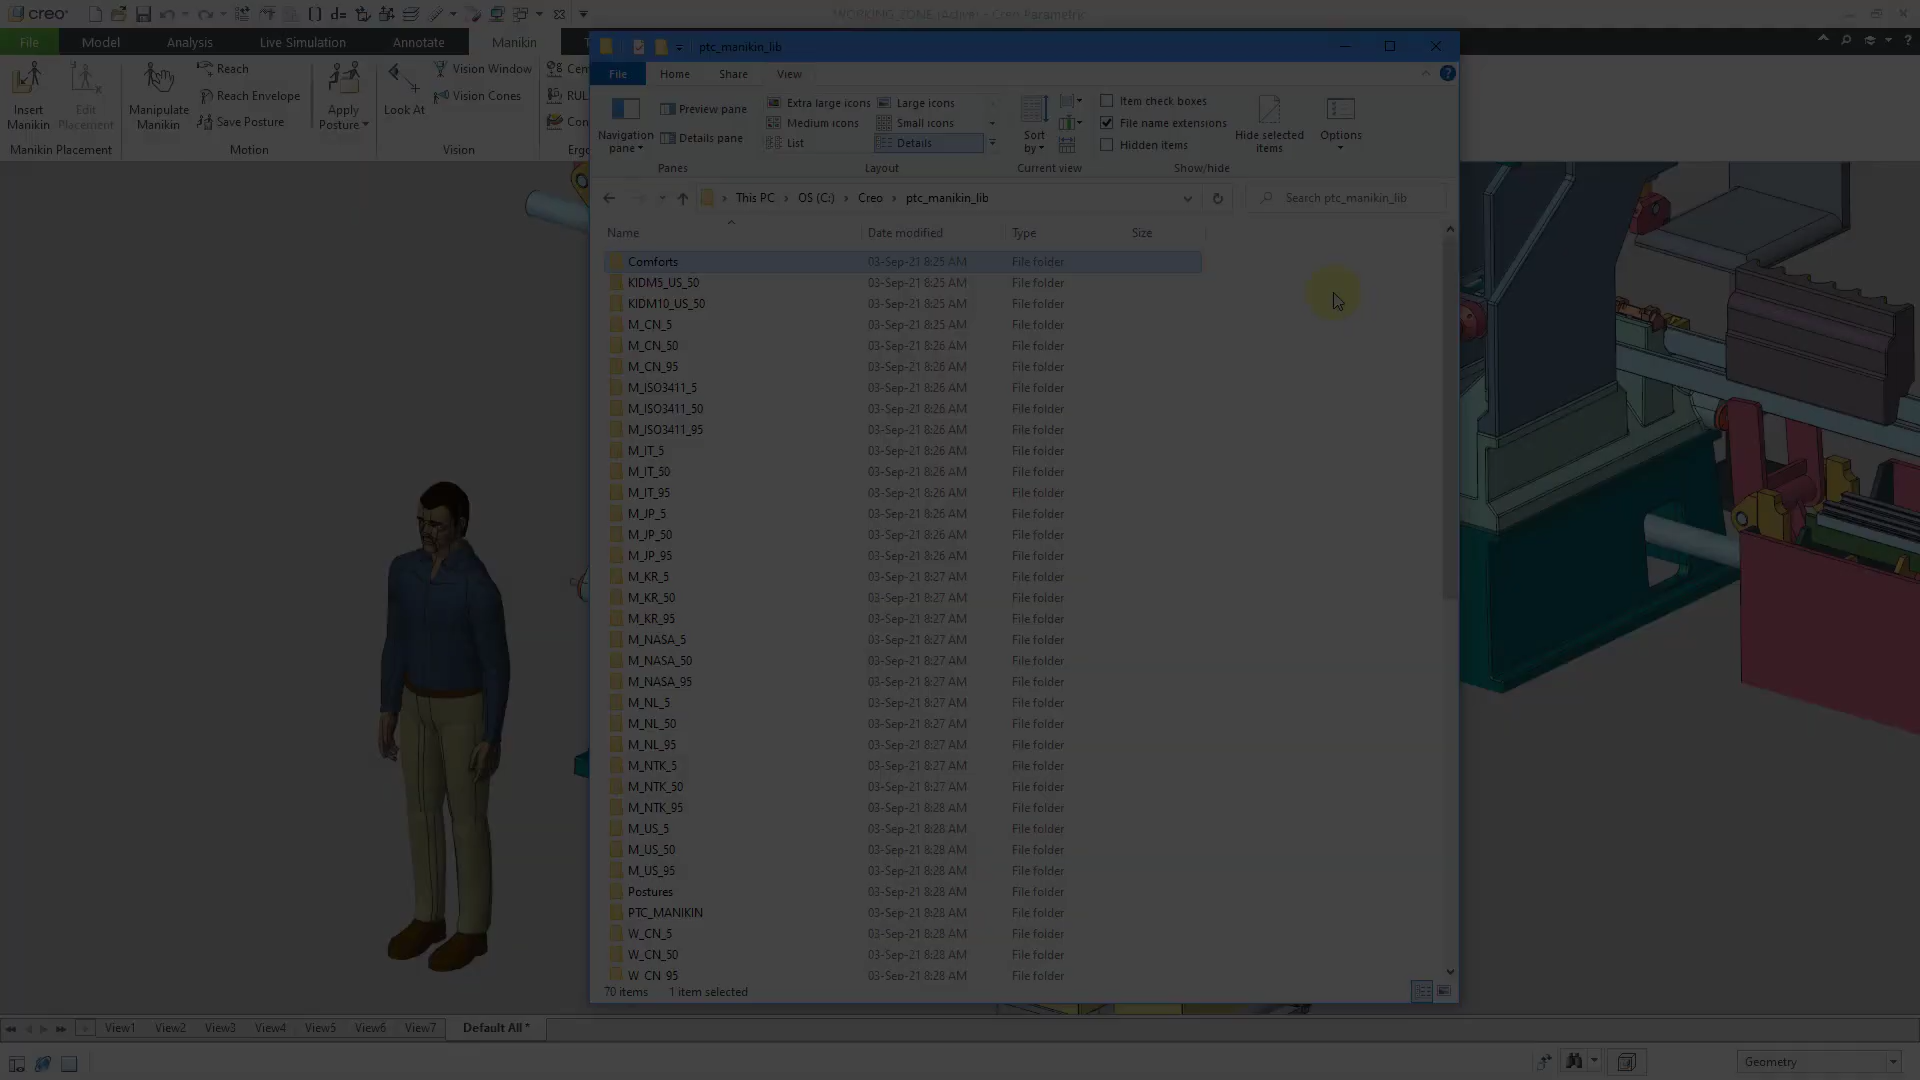 creo
WORKING_ZONE (Active) - Creo Parametric
File
Model
Analysis
Live Simulation
Annotate
Manikin
Insert Manikin
Edit Placement
Manikin Placement
Manipulate Manikin
Reach
Reach Envelope
Save Posture
Apply Posture
Motion
Look At
Vision Window
Vision Cones
Vision
ptc_manikin_lib
File
Home
Share
View
Navigation pane
Preview pane
Details pane
Panes
Extra large icons
Large icons
Medium icons
Small icons
List
Details
Layout
Sort by
Current view
Item check boxes
File name extensions
Hidden items
Hide selected items
Show/hide
Options
This PC
OS (C:)
Creo
ptc_manikin_lib
Search ptc_manikin_lib
Name Date modified Type Size
Comforts 03-Sep-21 8:25 AM File folder
KIDM5_US_50 03-Sep-21 8:25 AM File folder
KIDM10_US_50 03-Sep-21 8:25 AM File folder
M_CN_5 03-Sep-21 8:25 AM File folder
M_CN_50 03-Sep-21 8:26 AM File folder
M_CN_95 03-Sep-21 8:26 AM File folder
M_ISO3411_5 03-Sep-21 8:26 AM File folder
M_ISO3411_50 03-Sep-21 8:26 AM File folder
M_ISO3411_95 03-Sep-21 8:26 AM File folder
M_IT_5 03-Sep-21 8:26 AM File folder
M_IT_50 03-Sep-21 8:26 AM File folder
M_IT_95 03-Sep-21 8:26 AM File folder
M_JP_5 03-Sep-21 8:26 AM File folder
M_JP_50 03-Sep-21 8:26 AM File folder
M_JP_95 03-Sep-21 8:26 AM File folder
M_KR_5 03-Sep-21 8:27 AM File folder
M_KR_50 03-Sep-21 8:27 AM File folder
M_KR_95 03-Sep-21 8:27 AM File folder
M_NASA_5 03-Sep-21 8:27 AM File folder
M_NASA_50 03-Sep-21 8:27 AM File folder
M_NASA_95 03-Sep-21 8:27 AM File folder
M_NL_5 03-Sep-21 8:27 AM File folder
M_NL_50 03-Sep-21 8:27 AM File folder
M_NL_95 03-Sep-21 8:27 AM File folder
M_NTK_5 03-Sep-21 8:27 AM File folder
M_NTK_50 03-Sep-21 8:27 AM File folder
M_NTK_95 03-Sep-21 8:28 AM File folder
M_US_5 03-Sep-21 8:28 AM File folder
M_US_50 03-Sep-21 8:28 AM File folder
M_US_95 03-Sep-21 8:28 AM File folder
Postures 03-Sep-21 8:28 AM File folder
PTC_MANIKIN 03-Sep-21 8:28 AM File folder
W_CN_5 03-Sep-21 8:28 AM File folder
W_CN_50 03-Sep-21 8:28 AM File folder
W_CN_95 03-Sep-21 8:28 AM File folder
70 items 1 item selected
View1 View2 View3 View4 View5 View6 View7 Default All *
Geometry